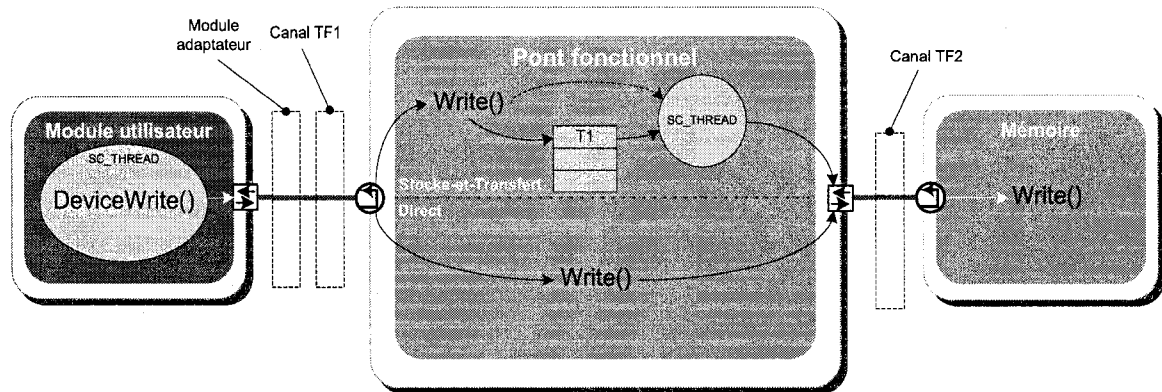 Module
adaptateur
Canal TF1
Pont fonctionnel
Canal TF2
Write()
SC_THREAD
T1
Module utilisateur
SC_THREAD
DeviceWrite()
Mémoire
Write()
Stocke-et-Transfert
Direct
Write()